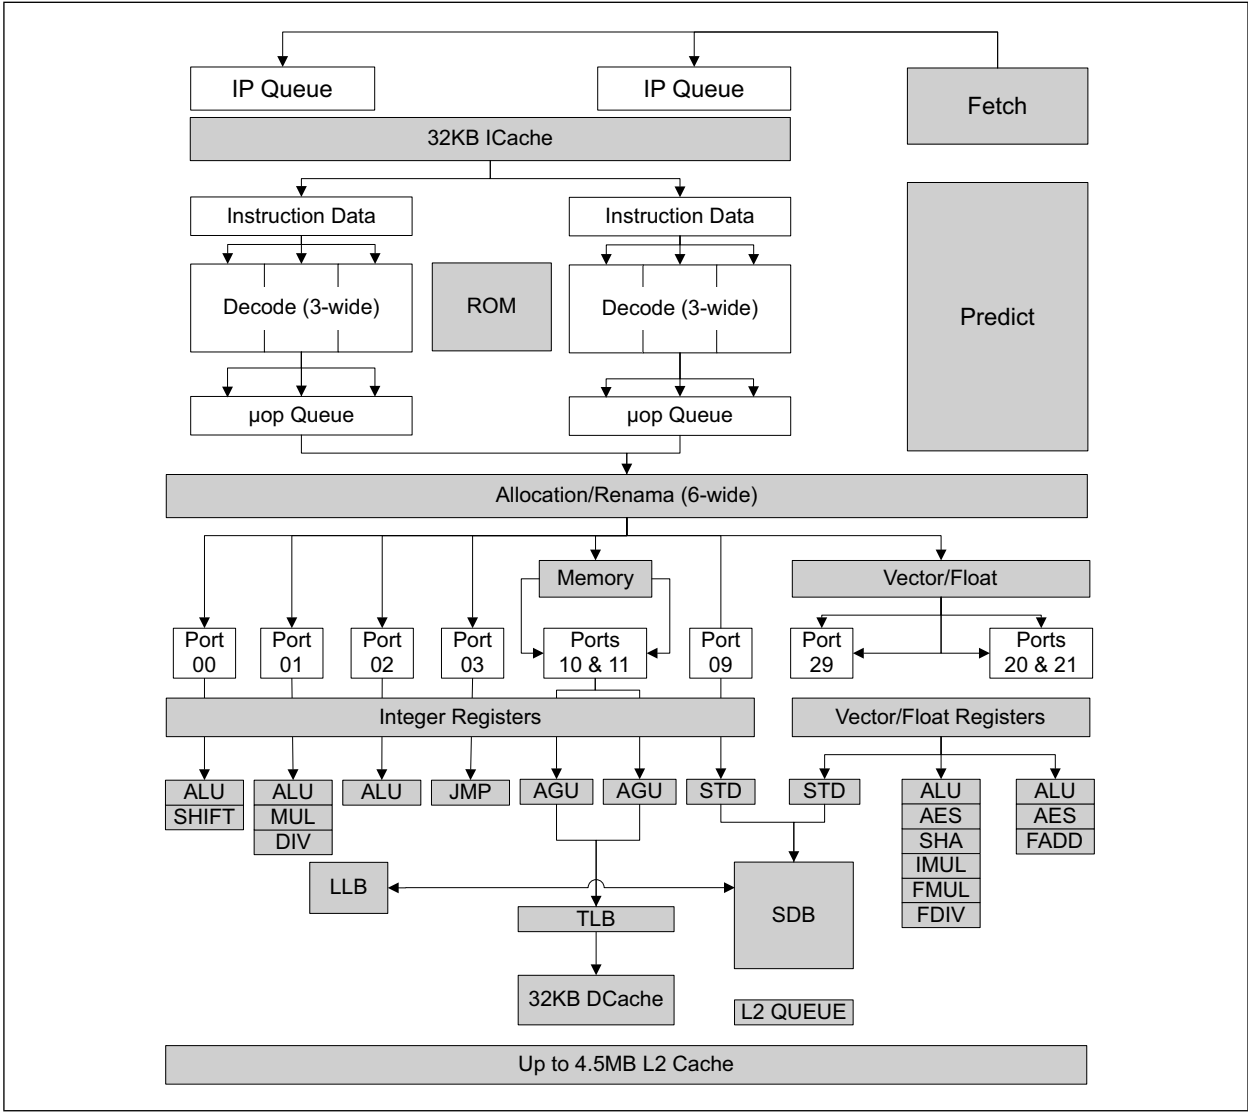 IP Queue
IP Queue
Fetch
32KB ICache
Instruction Data
Instruction Data
Decode (3-wide)
ROM
Decode (3-wide)
Predict
µop Queue
µop Queue
Allocation/Renama (6-wide)
Memory
Vector/Float
Port
00
Port
01
Port
02
Port
03
Ports
10 & 11
Port
09
Port
29
Ports
20 & 21
Integer Registers
Vector/Float Registers
ALU
SHIFT
ALU
MUL
DIV
ALU
JMP
AGU
AGU
STD
STD
ALU
AES
SHA
IMUL
FMUL
FDIV
ALU
AES
FADD
LLB
TLB
SDB
32KB DCache
L2 QUEUE
Up to 4.5MB L2 Cache